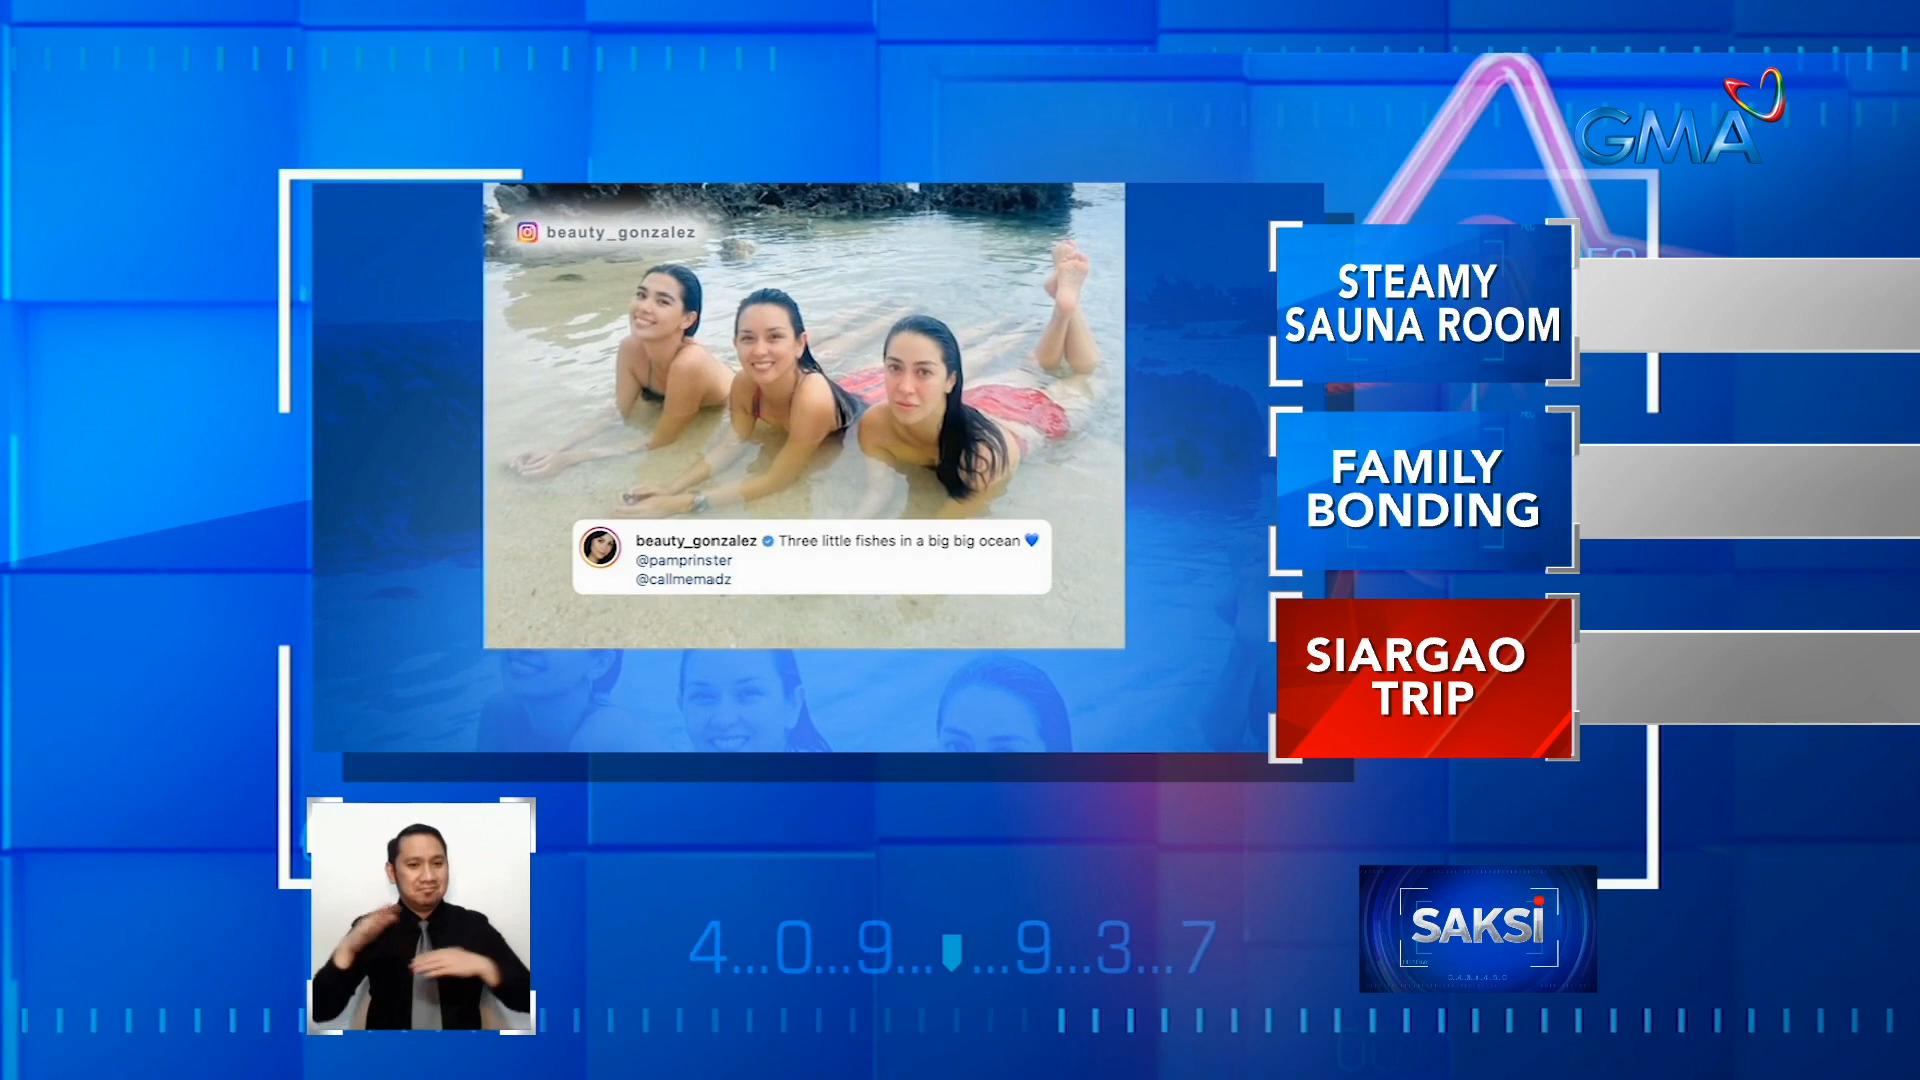 GMA
beauty_gonzalez
STEAMY
SAUNA ROOM
FAMILY
BONDING
SIARGAO
TRIP
beauty_gonzalez Three little fishes in a big big ocean 💙
@pamprinster
@callmemadz
4...0...9... ...9...3...7
SAKSi